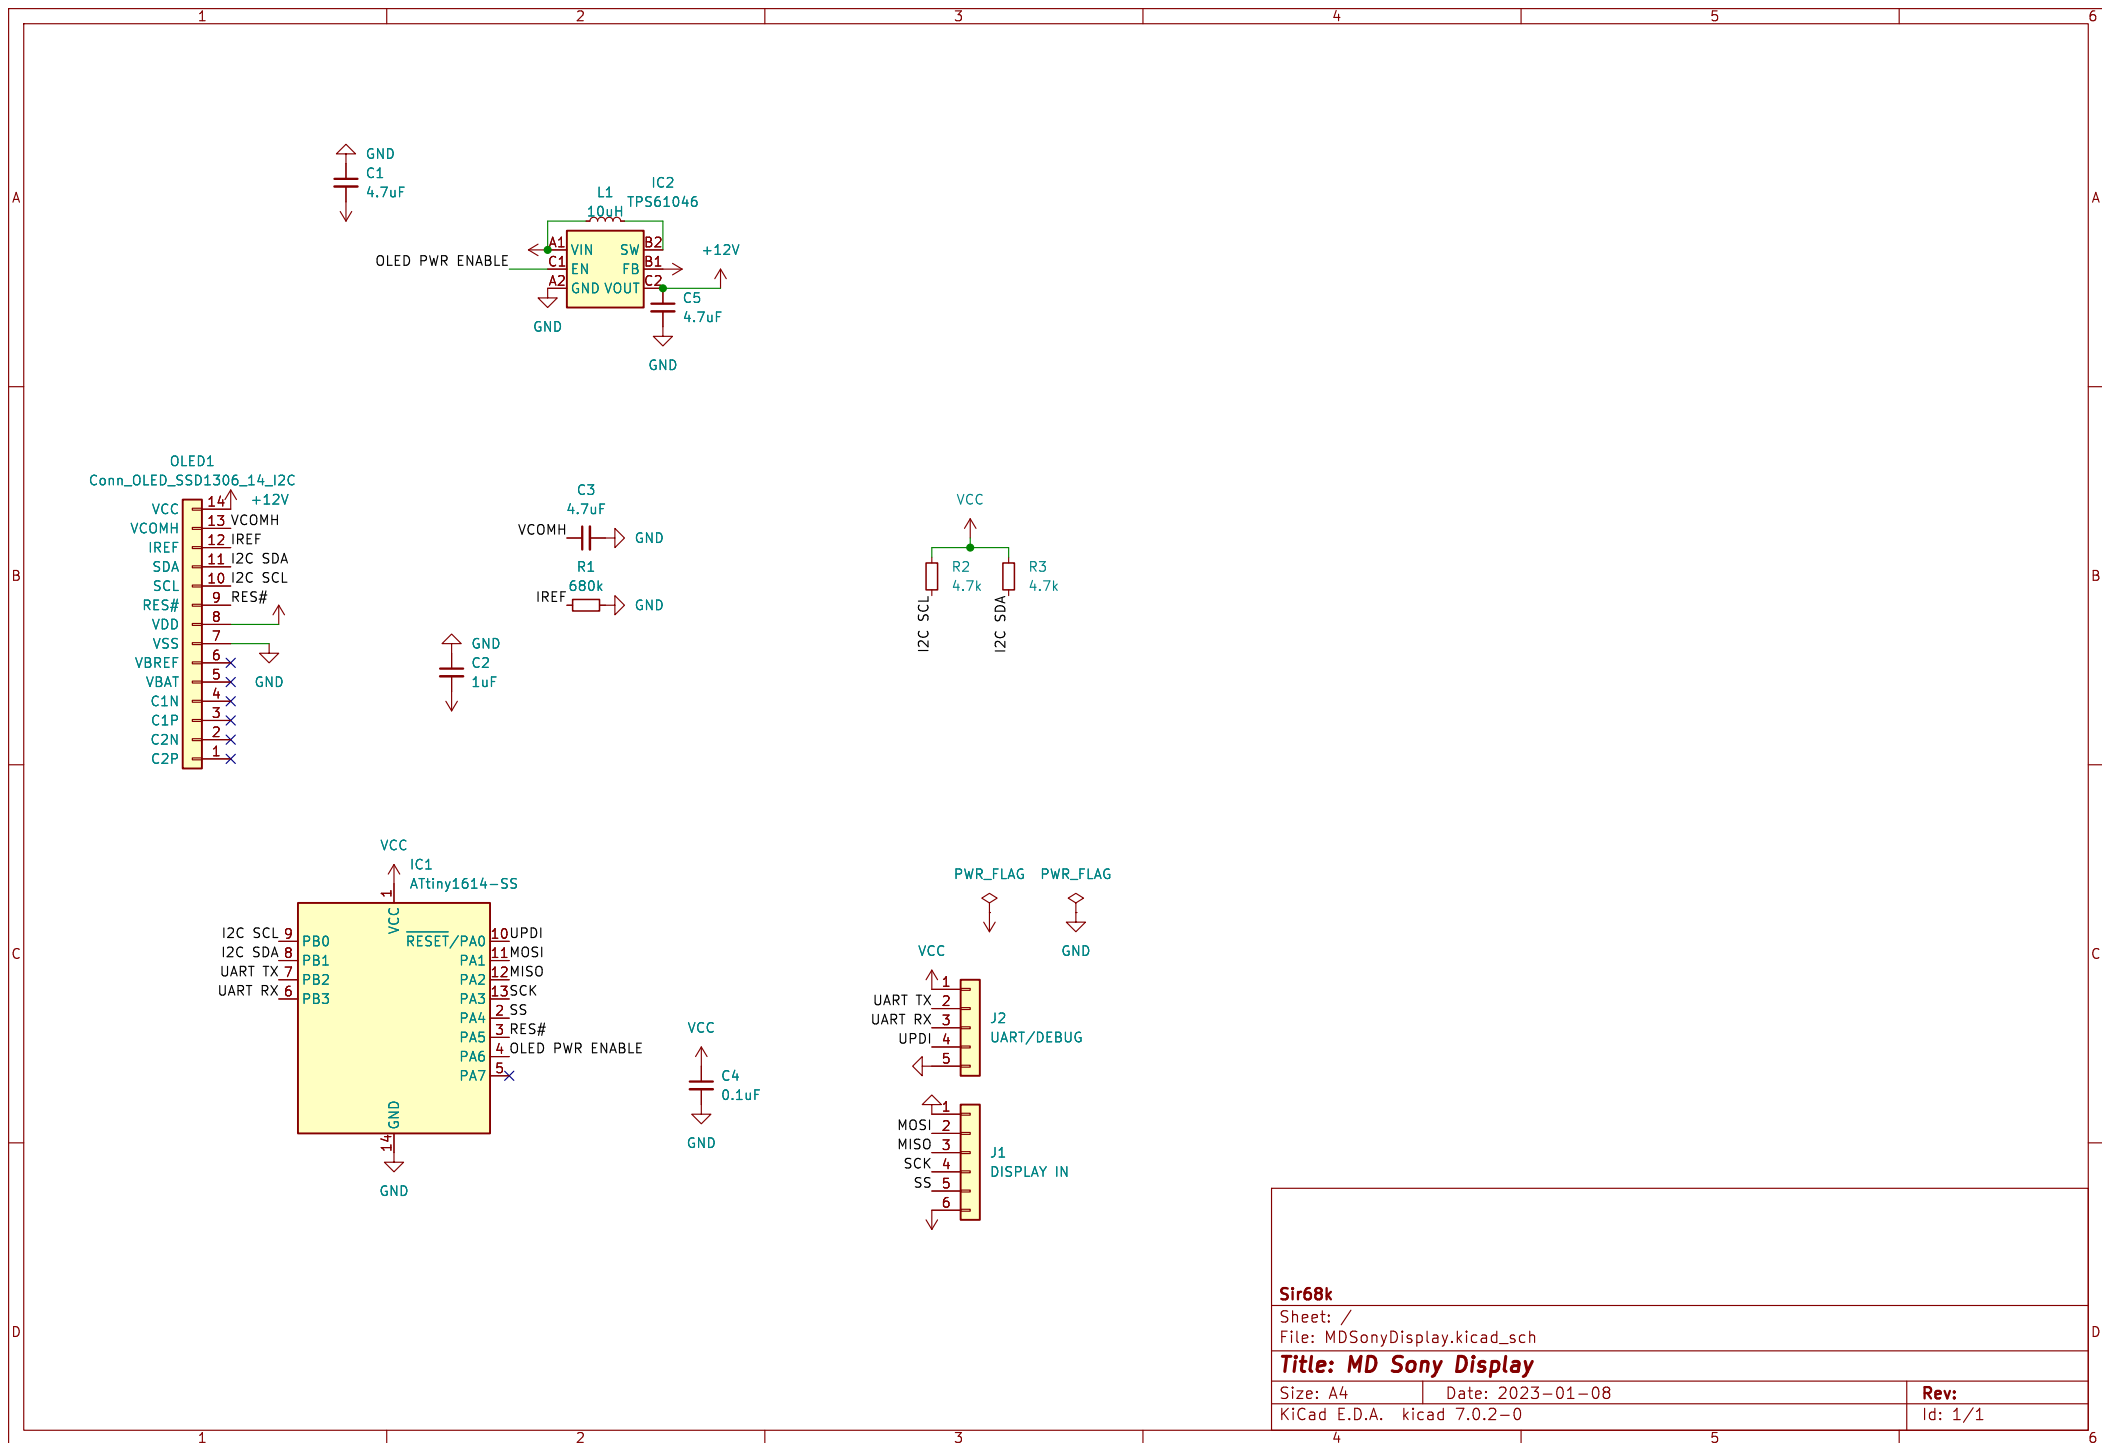 1 2 3 4 5 6
A A
B B
C C
D D
GND
C1
4.7uF
L1
10uH
IC2
TPS61046
A1 VIN SW B2
C1 EN FB B1
A2 GND VOUT C2
OLED PWR ENABLE
+12V
GND
C5
4.7uF
GND
OLED1
Conn_OLED_SSD1306_14_I2C
+12V
VCC 14
VCOMH 13 VCOMH
IREF 12 IREF
SDA 11 I2C SDA
SCL 10 I2C SCL
RES# 9 RES#
VDD 8
VSS 7
VBREF 6
VBAT 5
C1N 4
C1P 3
C2N 2
C2P 1
GND
C3
4.7uF
VCOMH GND
R1
680k
IREF GND
GND
C2
1uF
VCC
R2
4.7k
R3
4.7k
I2C SCL
I2C SDA
VCC
IC1
ATtiny1614-SS
1
VCC
I2C SCL 9 PB0
I2C SDA 8 PB1
UART TX 7 PB2
UART RX 6 PB3
RESET/PA0 10 UPDI
PA1 11 MOSI
PA2 12 MISO
PA3 13 SCK
PA4 2 SS
PA5 3 RES#
PA6 4 OLED PWR ENABLE
PA7 5
GND
14
GND
VCC
C4
0.1uF
GND
PWR_FLAG PWR_FLAG
GND
VCC
1
UART TX 2
UART RX 3
UPDI 4
5
J2
UART/DEBUG
1
MOSI 2
MISO 3
SCK 4
SS 5
6
J1
DISPLAY IN
Sir68k
Sheet: /
File: MDSonyDisplay.kicad_sch
Title: MD Sony Display
Size: A4 Date: 2023-01-08 Rev:
KiCad E.D.A. kicad 7.0.2-0 Id: 1/1
1 2 3 4 5 6